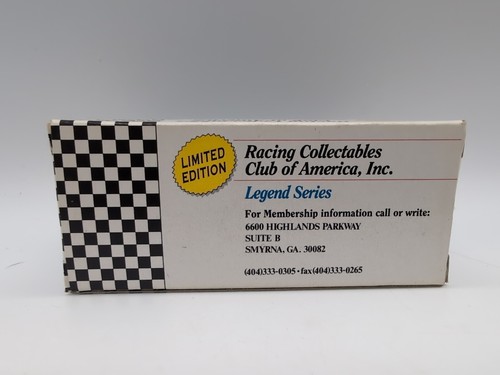 LIMITED
EDITION
Racing Collectables
Club of America, Inc.
Legend Series
For Membership information call or write:
6600 HIGHLANDS PARKWAY
SUITE B
SMYRNA, GA. 30082
(404)333-0305 • fax(404)333-0265